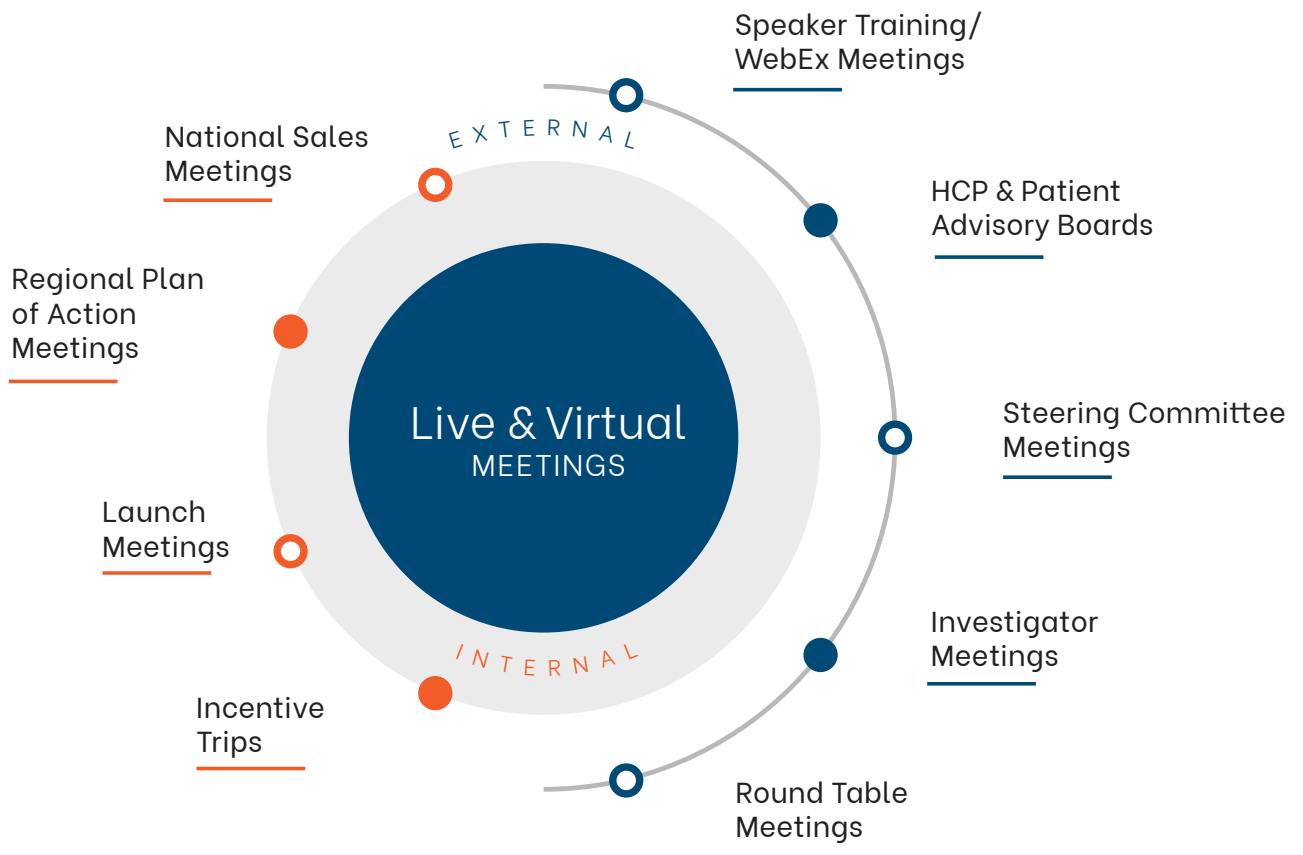 Speaker Training/
WebEx Meetings
EXTERNAL
National Sales
Meetings
HCP & Patient
Advisory Boards
Regional Plan
of Action
Meetings
Live & Virtual
MEETINGS
Steering Committee
Meetings
Launch
Meetings
Investigator
Meetings
INTERNAL
Incentive
Trips
Round Table
Meetings